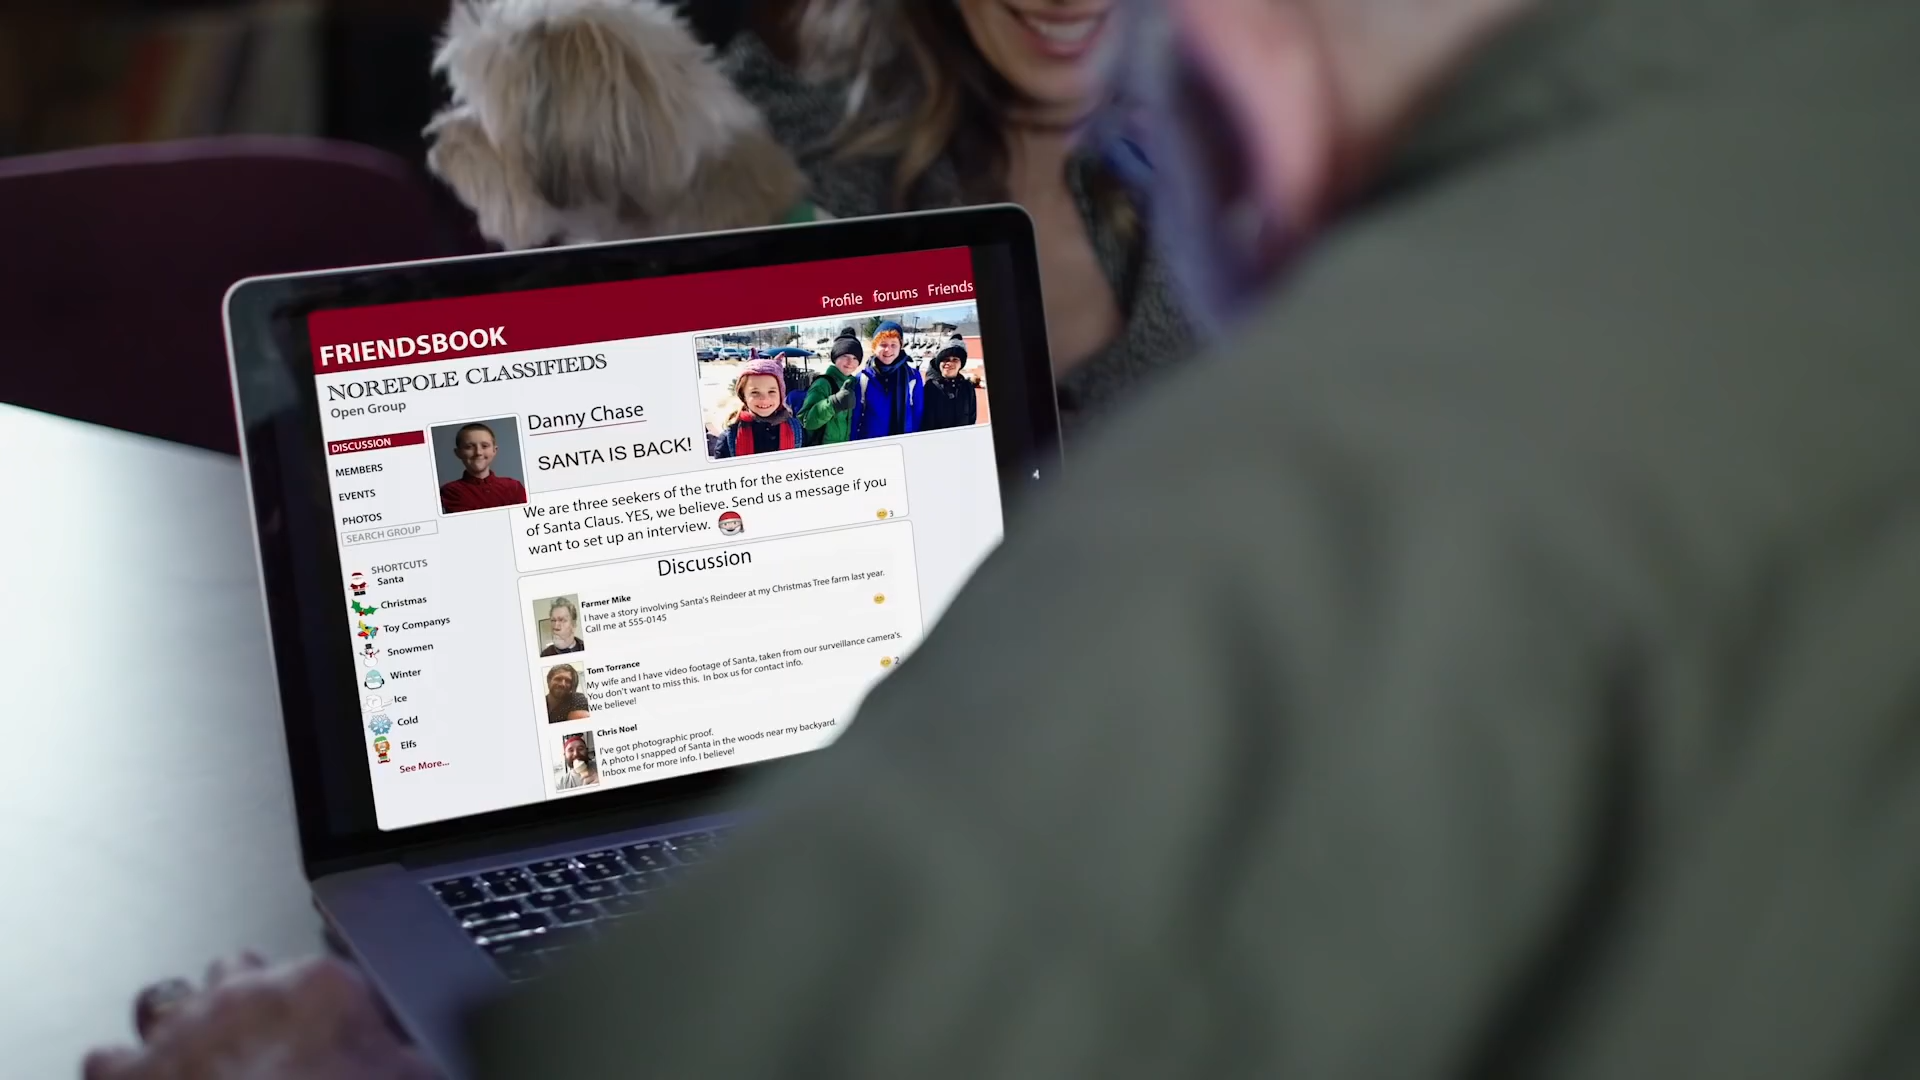 Profile forums Friends
FRIENDSBOOK
NOREPOLE CLASSIFIEDS
Open Group
DISCUSSION
MEMBERS
EVENTS
PHOTOS
SEARCH GROUP
SHORTCUTS
Santa
Christmas
Toy Companys
Snowmen
Winter
Ice
Cold
Elfs
See More...
Danny Chase
SANTA IS BACK!
We are three seekers of the truth for the existence
of Santa Claus. YES, we believe. Send us a message if you
want to set up an interview.
3
Discussion
Farmer Mike
I have a story involving Santa's Reindeer at my Christmas Tree farm last year.
Call me at 555-0145
Tom Torrance
My wife and I have video footage of Santa, taken from our surveillance camera's.
You don't want to miss this. In box us for contact info.
We believe!
2
Chris Noel
I've got photographic proof.
A photo I snapped of Santa in the woods near my backyard.
Inbox me for more info. I believe!